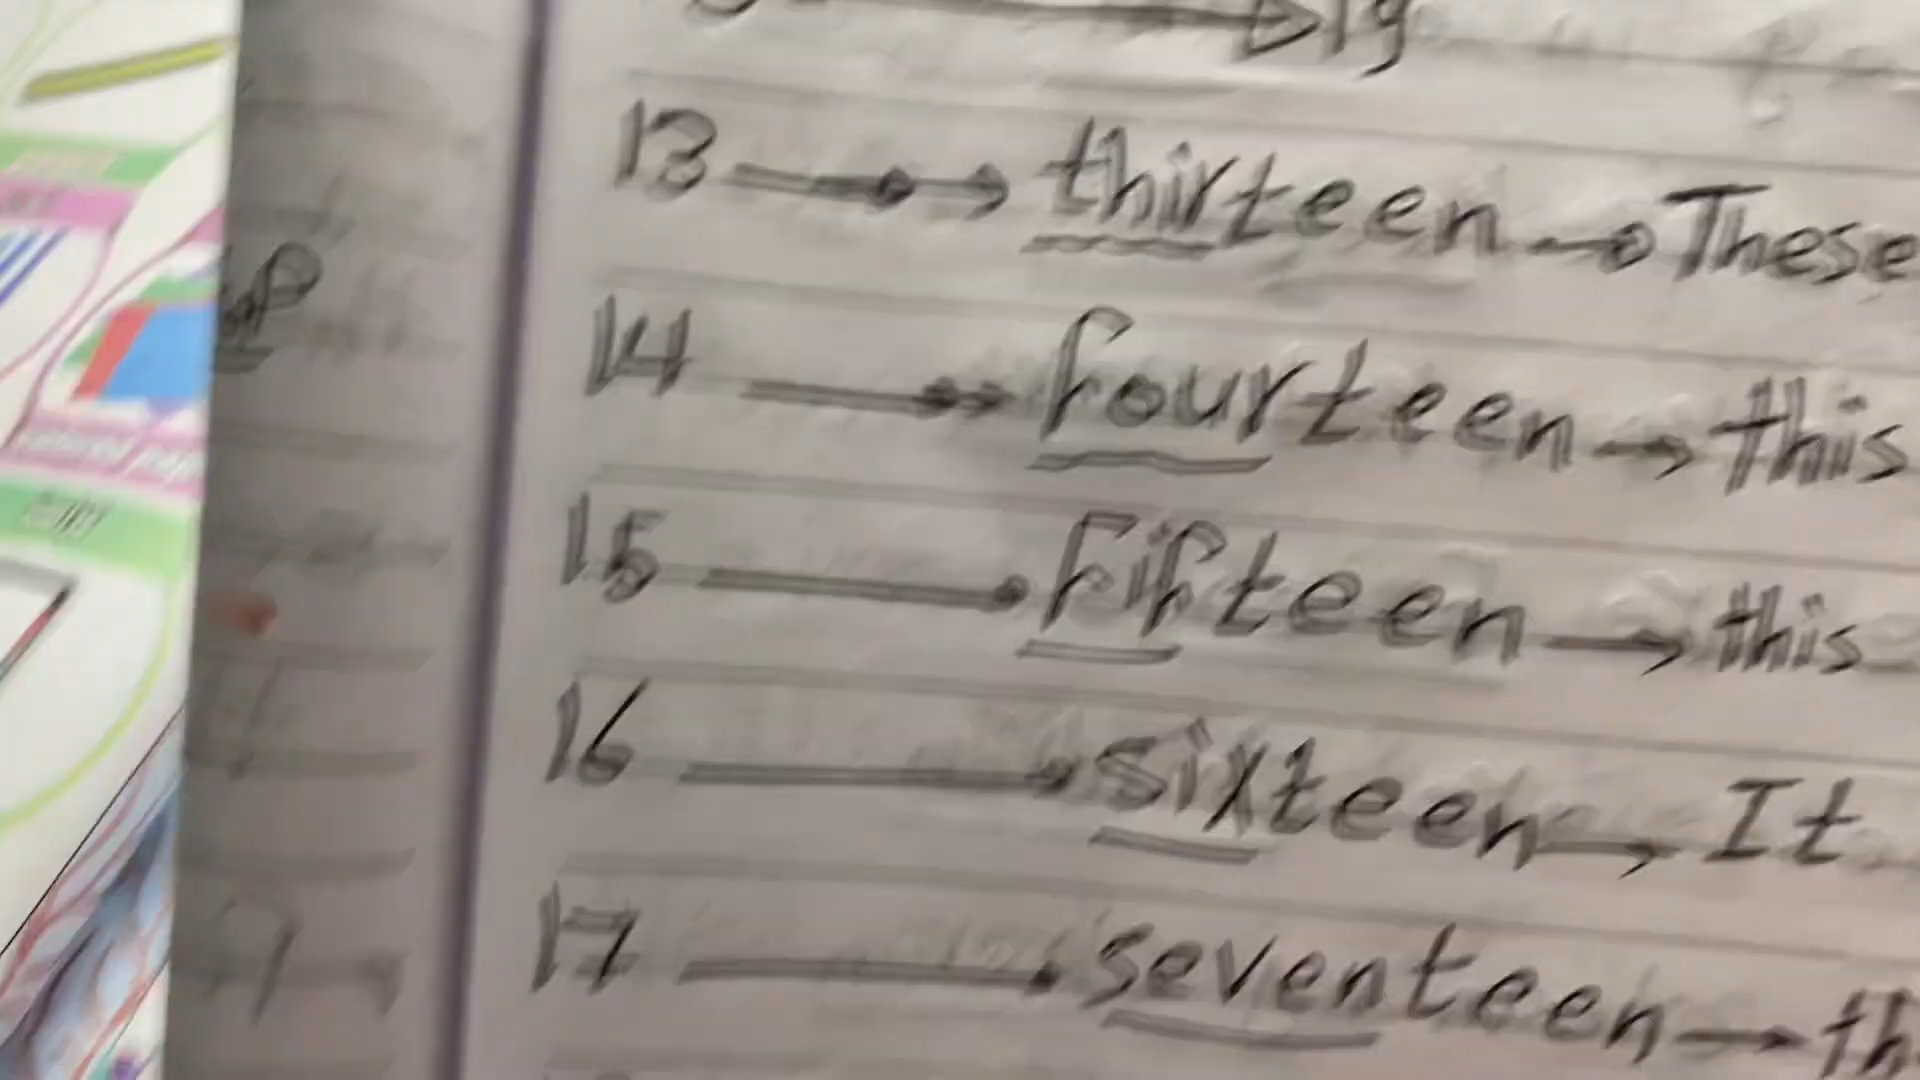 13 → thirteen → These
14 → fourteen → this
15 → fifteen → this
16 → sixteen → It
17 → seventeen →